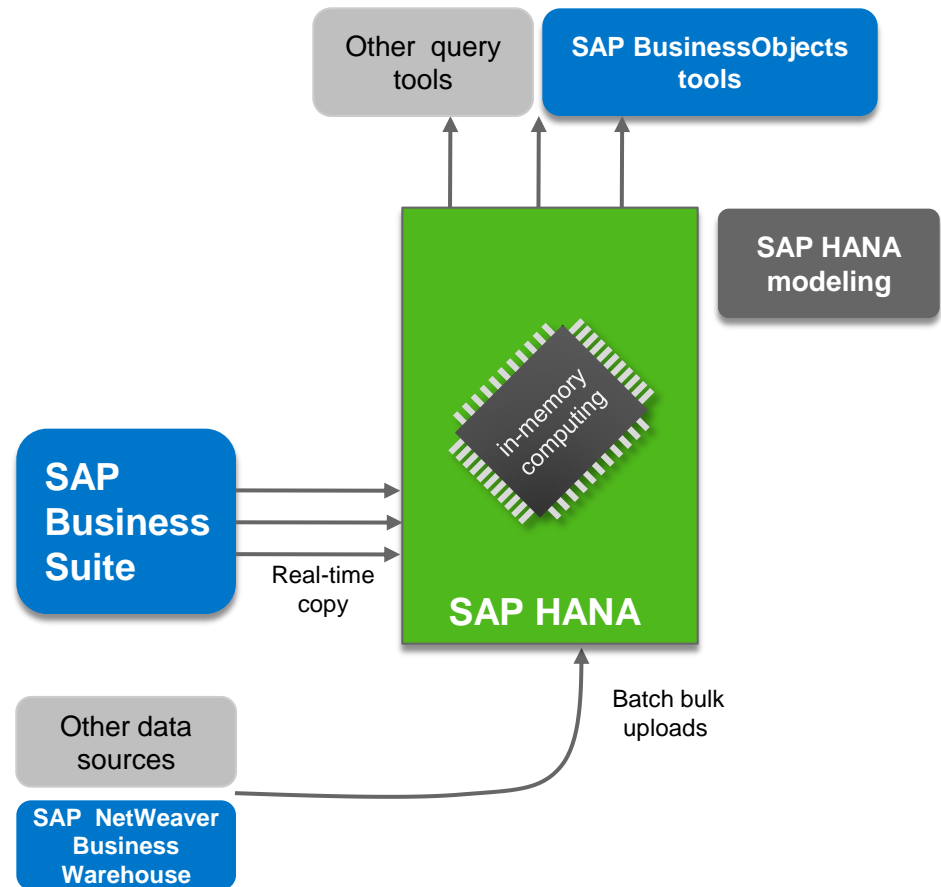 Other query
tools
SAP BusinessObjects
tools
SAP HANA
modeling
in-memory
computing
SAP
Business
Suite
Real-time
copy
SAP HANA
Batch bulk
uploads
Other data
sources
SAP NetWeaver
Business
Warehouse